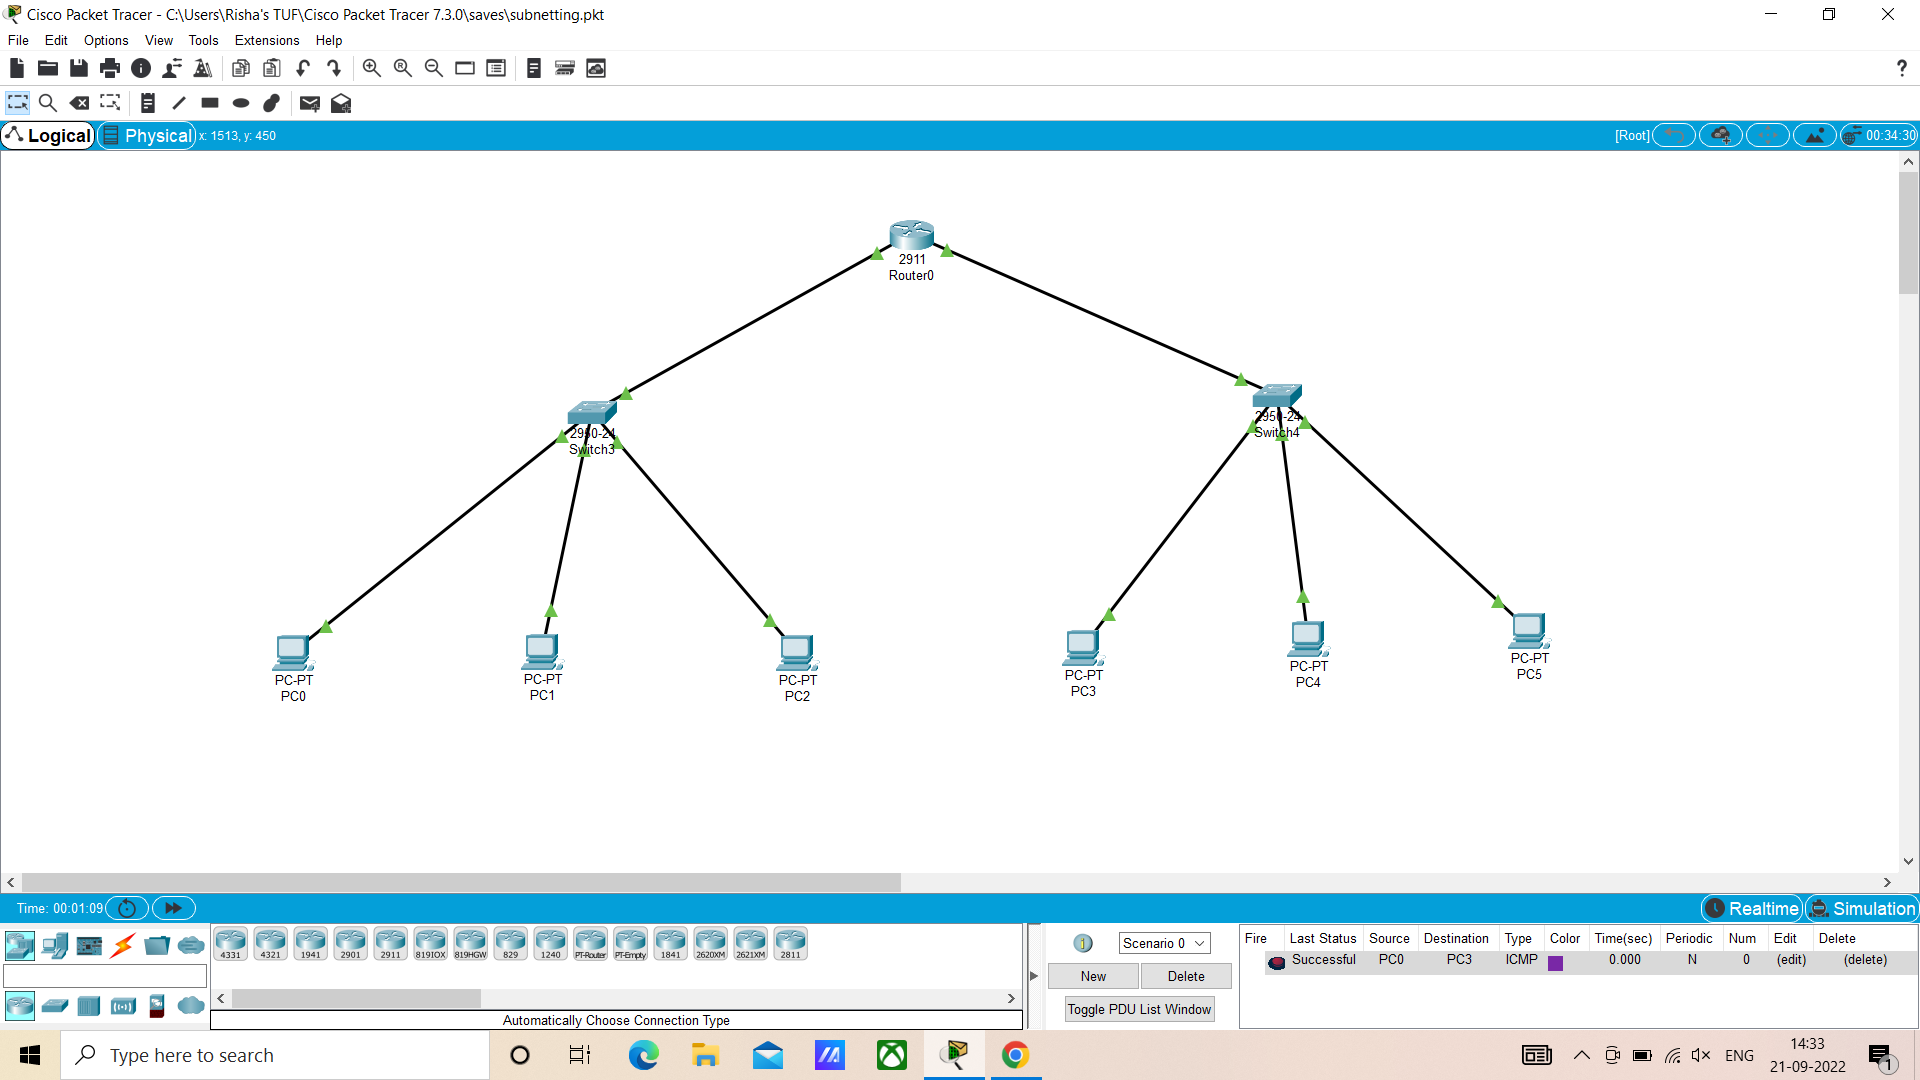 Cisco Packet Tracer - C:\Users\Risha's TUF\Cisco Packet Tracer 7.3.0\saves\subnetting.pkt
File Edit Options View Tools Extensions Help
?
Logical Physical x: 1513, y: 450 [Root] 00:34:30
2911
Router0
2950-24
Switch3
2950-24
Switch4
PC-PT
PC0
PC-PT
PC1
PC-PT
PC2
PC-PT
PC3
PC-PT
PC4
PC-PT
PC5
Time: 00:01:09 Realtime Simulation
4331 4321 1941 2901 2911 819IOX 819HGW 829 1240 PT-Router PT-Empty 1841 2620XM 2621XM 2811
Automatically Choose Connection Type
Scenario 0
New Delete
Toggle PDU List Window
Fire Last Status Source Destination Type Color Time(sec) Periodic Num Edit Delete
Successful PC0 PC3 ICMP 0.000 N 0 (edit) (delete)
Type here to search
ENG
14:33
21-09-2022
1